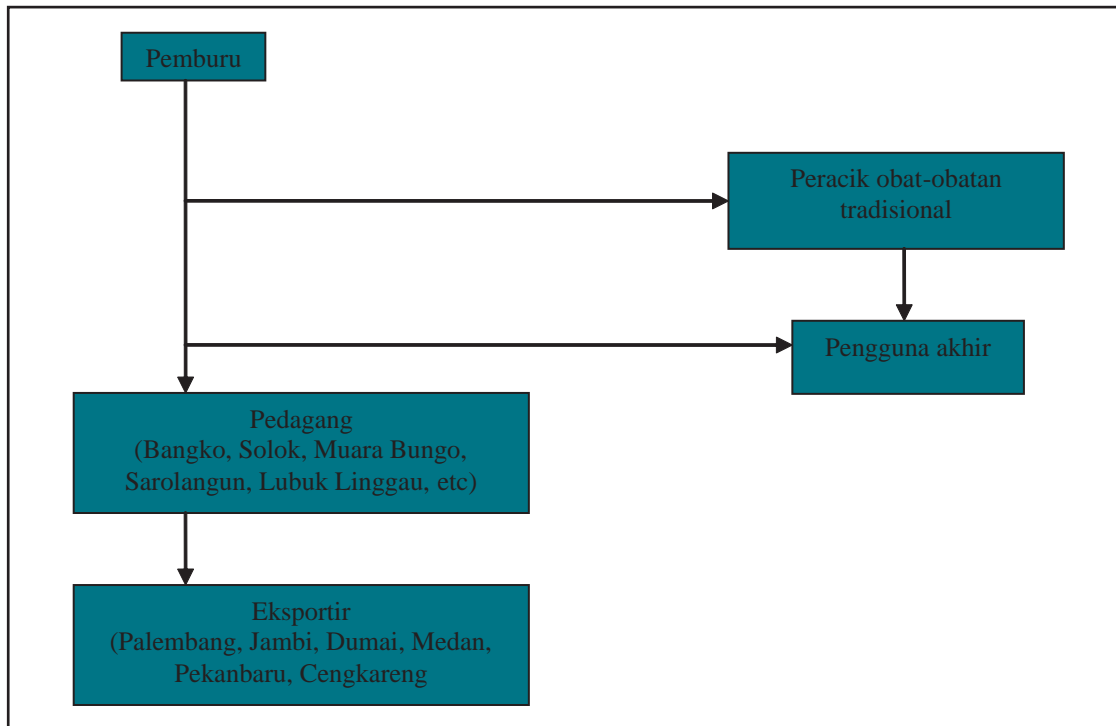 Pemburu
Peracik obat-obatan
tradisional
Pengguna akhir
Pedagang
(Bangko, Solok, Muara Bungo,
Sarolangun, Lubuk Linggau, etc)
Eksportir
(Palembang, Jambi, Dumai, Medan,
Pekanbaru, Cengkareng